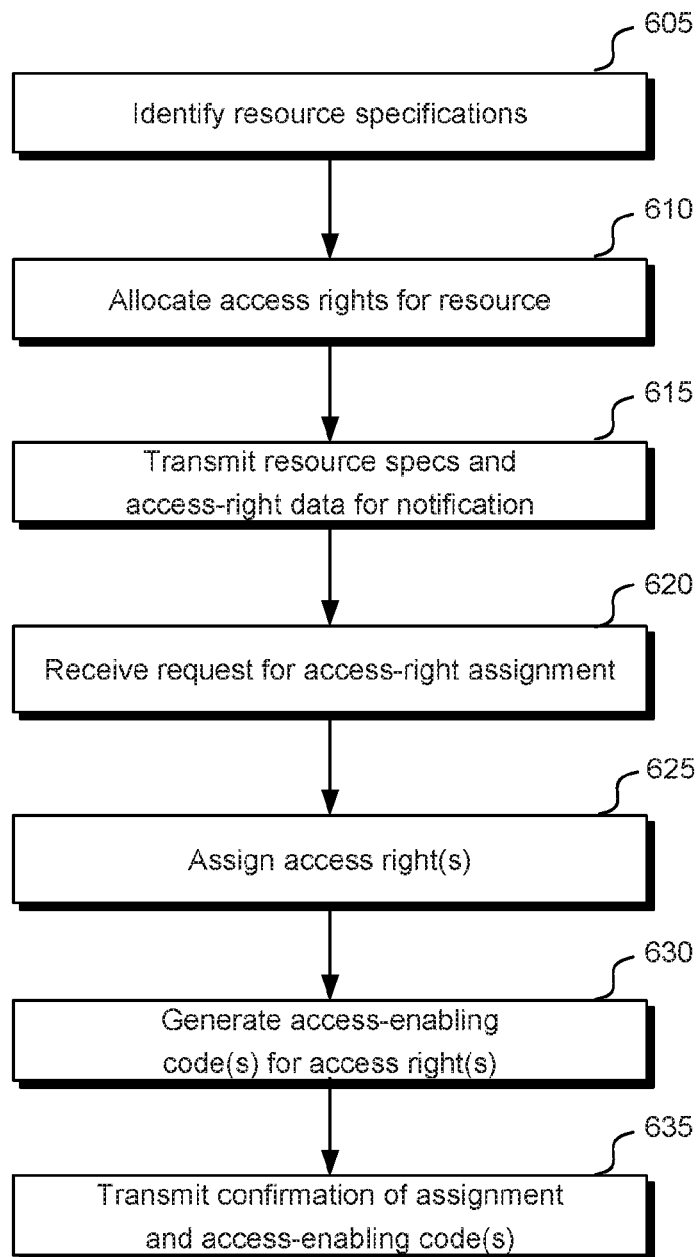 605
Identify resource specifications
610
Allocate access rights for resource
615
Transmit resource specs and
access-right data for notification
620
Receive request for access-right assignment
625
Assign access right(s)
630
Generate access-enabling
code(s) for access right(s)
635
Transmit confirmation of assignment
and access-enabling code(s)